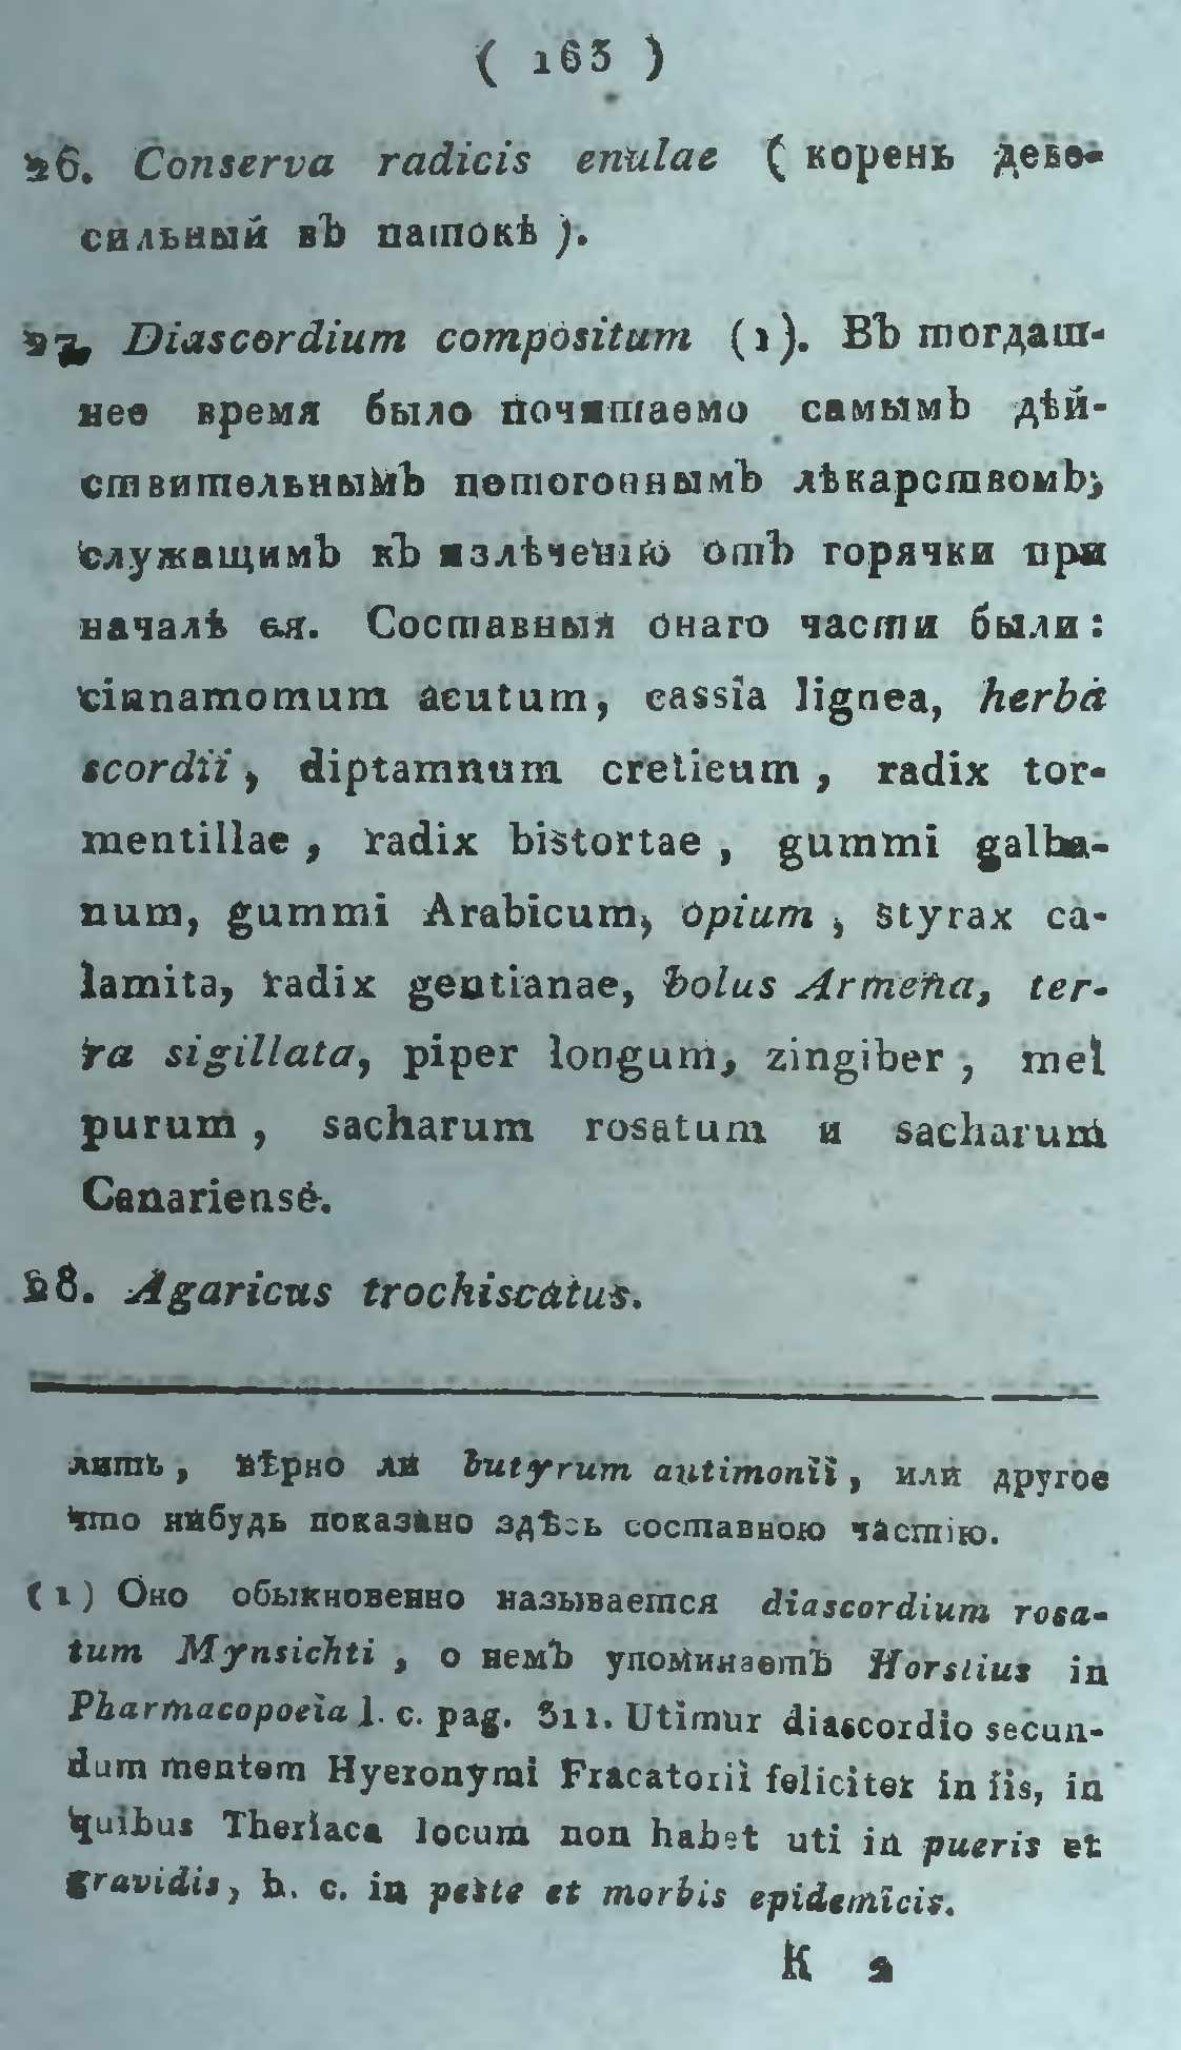 ( 163 )
26. Conserva radicis enulae ( корень деве-
сильный въ патокѣ ).
27. Diascordium compositum (1). Въ тогдаш-
нее время было почитаемо самымъ дѣй-
ствительнымъ потогоннымъ лѣкарствомъ,
служащимъ къ излѣченію отъ горячки при
началѣ ея. Составныя онаго части были:
cinnamomum acutum, cassia lignea, herba
scordii, diptamnum creticum, radix tor-
mentillae, radix bistortae, gummi galba-
num, gummi Arabicum, opium, styrax ca-
lamita, radix gentianae, bolus Armena, ter-
ra sigillata, piper longum, zingiber, mel
purum, sacharum rosatum и sacharum
Canariense.
28. Agaricus trochiscatus.
лить, вѣрно ли butyrum antimonii, или другое
что нибудь показано здѣсь составною частію.
(1) Оно обыкновенно называется diascordium rosa-
tum Mynsichti, о немъ упоминаетъ Horstius in
Pharmacopoeia l. c. pag. 311. Utimur diascordio secun-
dum mentem Hyeronymi Fracatorii feliciter in iis, in
quibus Theriaca locum non habet uti in pueris et
gravidis, h. c. in peste et morbis epidemicis.
К 2